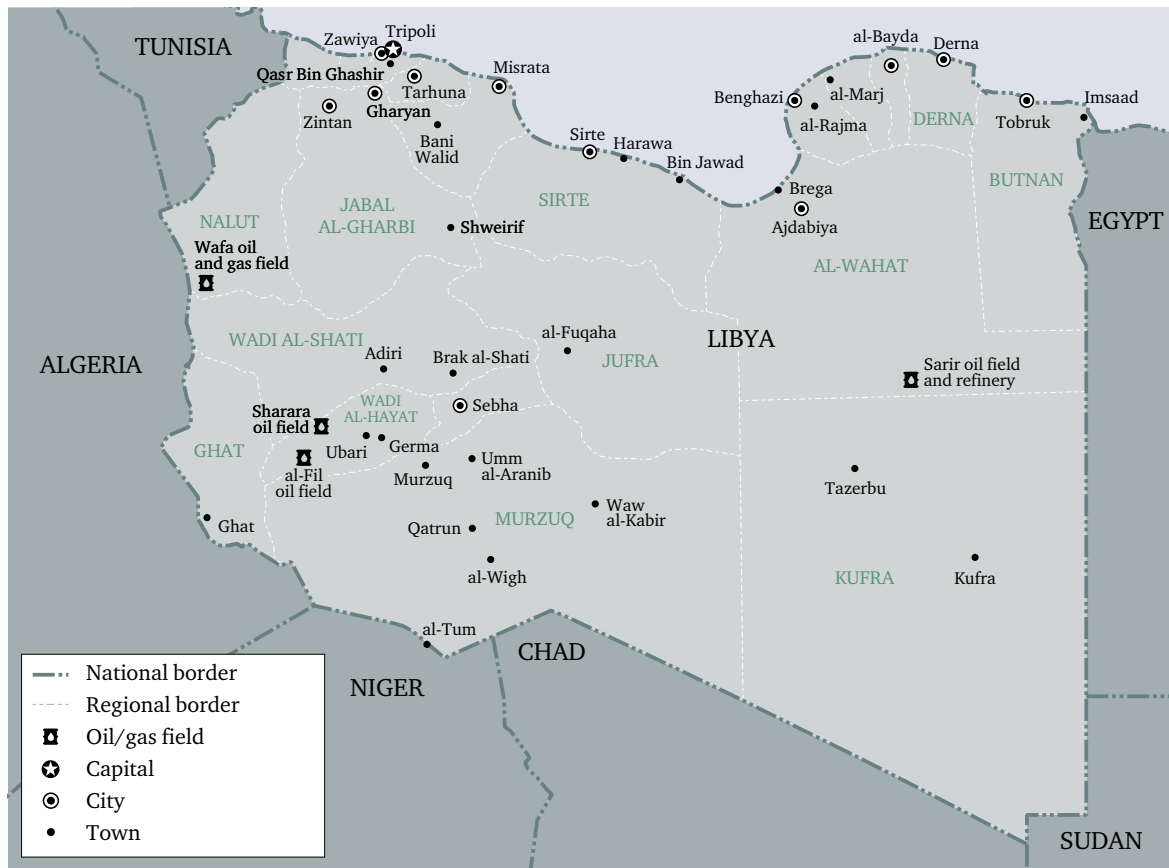 TUNISIA
Zawiya
Tripoli
Qasr Bin Ghashir
Tarhuna
Misrata
Zintan
Gharyan
Bani
Walid
al-Bayda
Derna
Benghazi
al-Marj
al-Rajma
DERNA
Tobruk
Imsaad
Sirte
Harawa
Bin Jawad
Brega
Ajdabiya
BUTNAN
EGYPT
NALUT
JABAL
AL-GHARBI
SIRTE
Shweirif
AL-WAHAT
Wafa oil
and gas field
WADI AL-SHATI
al-Fuqaha
LIBYA
ALGERIA
Adiri
Brak al-Shati
JUFRA
Sarir oil field
and refinery
WADI
AL-HAYAT
Sebha
Sharara
oil field
GHAT
Ubari
Germa
al-Fil
oil field
Murzuq
Umm
al-Aranib
Tazerbu
Ghat
Qatrun
MURZUQ
Waw
al-Kabir
al-Wigh
KUFRA
Kufra
al-Tum
CHAD
NIGER
SUDAN
National border
Regional border
Oil/gas field
Capital
City
Town